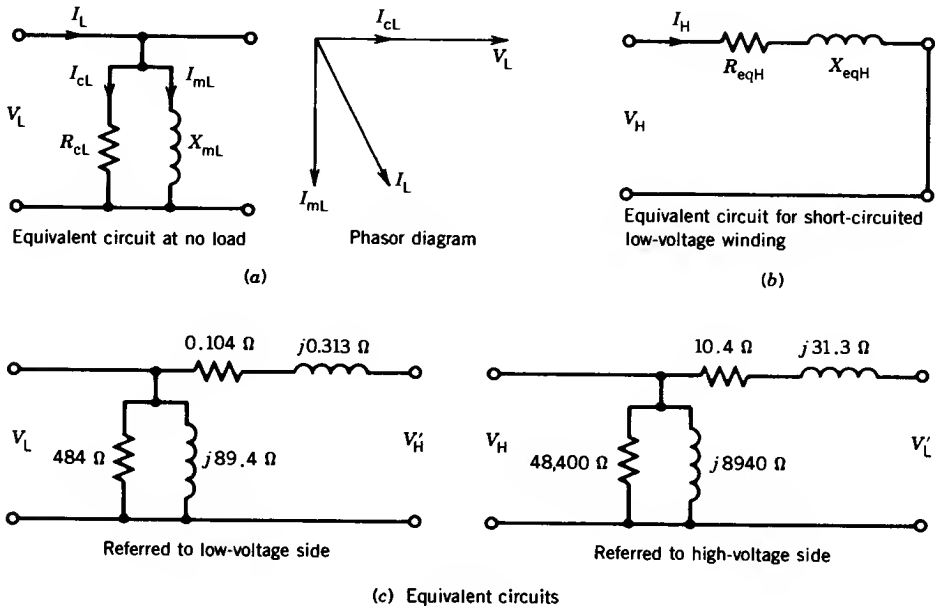 I_L
I_cL
I_mL
V_L
R_cL
X_mL
Equivalent circuit at no load
I_cL
V_L
I_mL
I_L
Phasor diagram
(a)
I_H
R_eqH
X_eqH
V_H
Equivalent circuit for short-circuited
low-voltage winding
(b)
0.104 Ω
j0.313 Ω
V_L
484 Ω
j89.4 Ω
V'_H
Referred to low-voltage side
10.4 Ω
j31.3 Ω
V_H
48,400 Ω
j8940 Ω
V'_L
Referred to high-voltage side
(c) Equivalent circuits